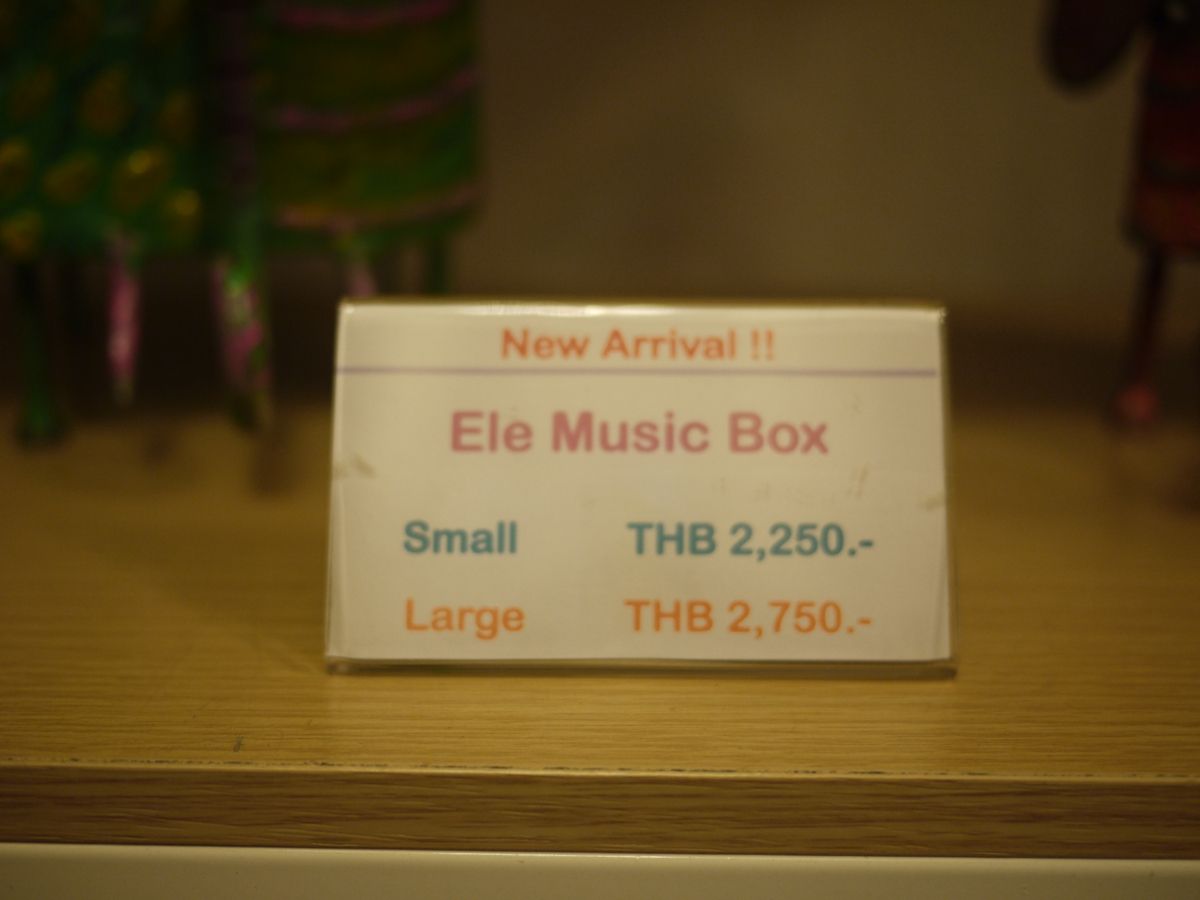 New Arrival !!
Ele Music Box
Small THB 2,250.-
Large THB 2,750.-